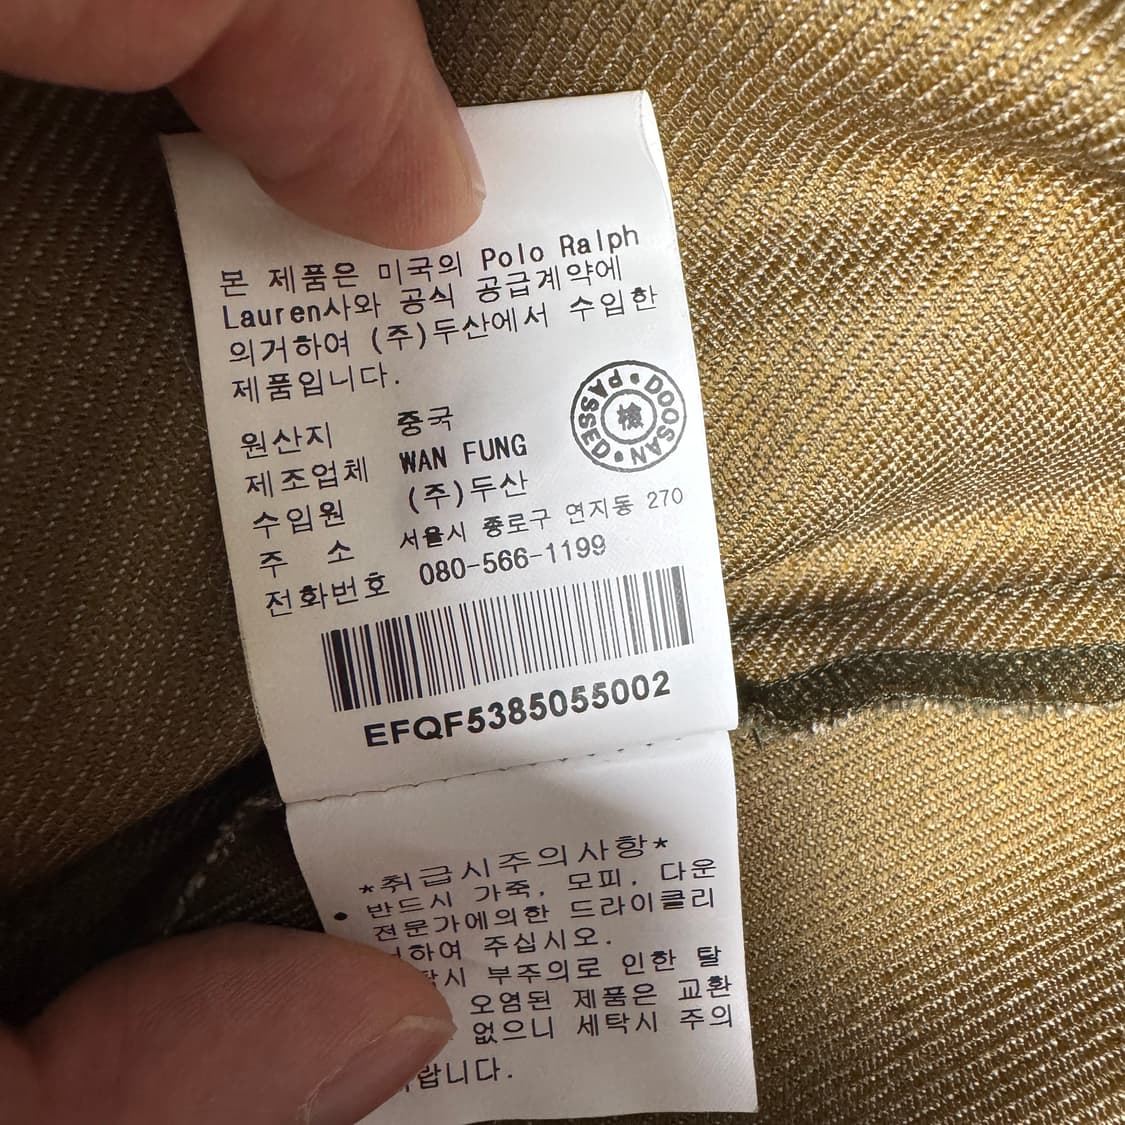 본 제품은 미국의 Polo Ralph
Lauren사와 공식 공급계약에
의거하여 (주)두산에서 수입한
제품입니다.
DOOSAN • PASSED •
檢
원산지 중국
제조업체 WAN FUNG
수입원 (주)두산
주 소 서울시 종로구 연지동 270
전화번호 080-566-1199
EFQF5385055002
*취급시주의사항*
• 반드시 가죽, 모피, 다운
전문가에의한 드라이클리
하여 주십시오.
탁시 부주의로 인한 탈
오염된 제품은 교환
없으니 세탁시 주의
랍니다.